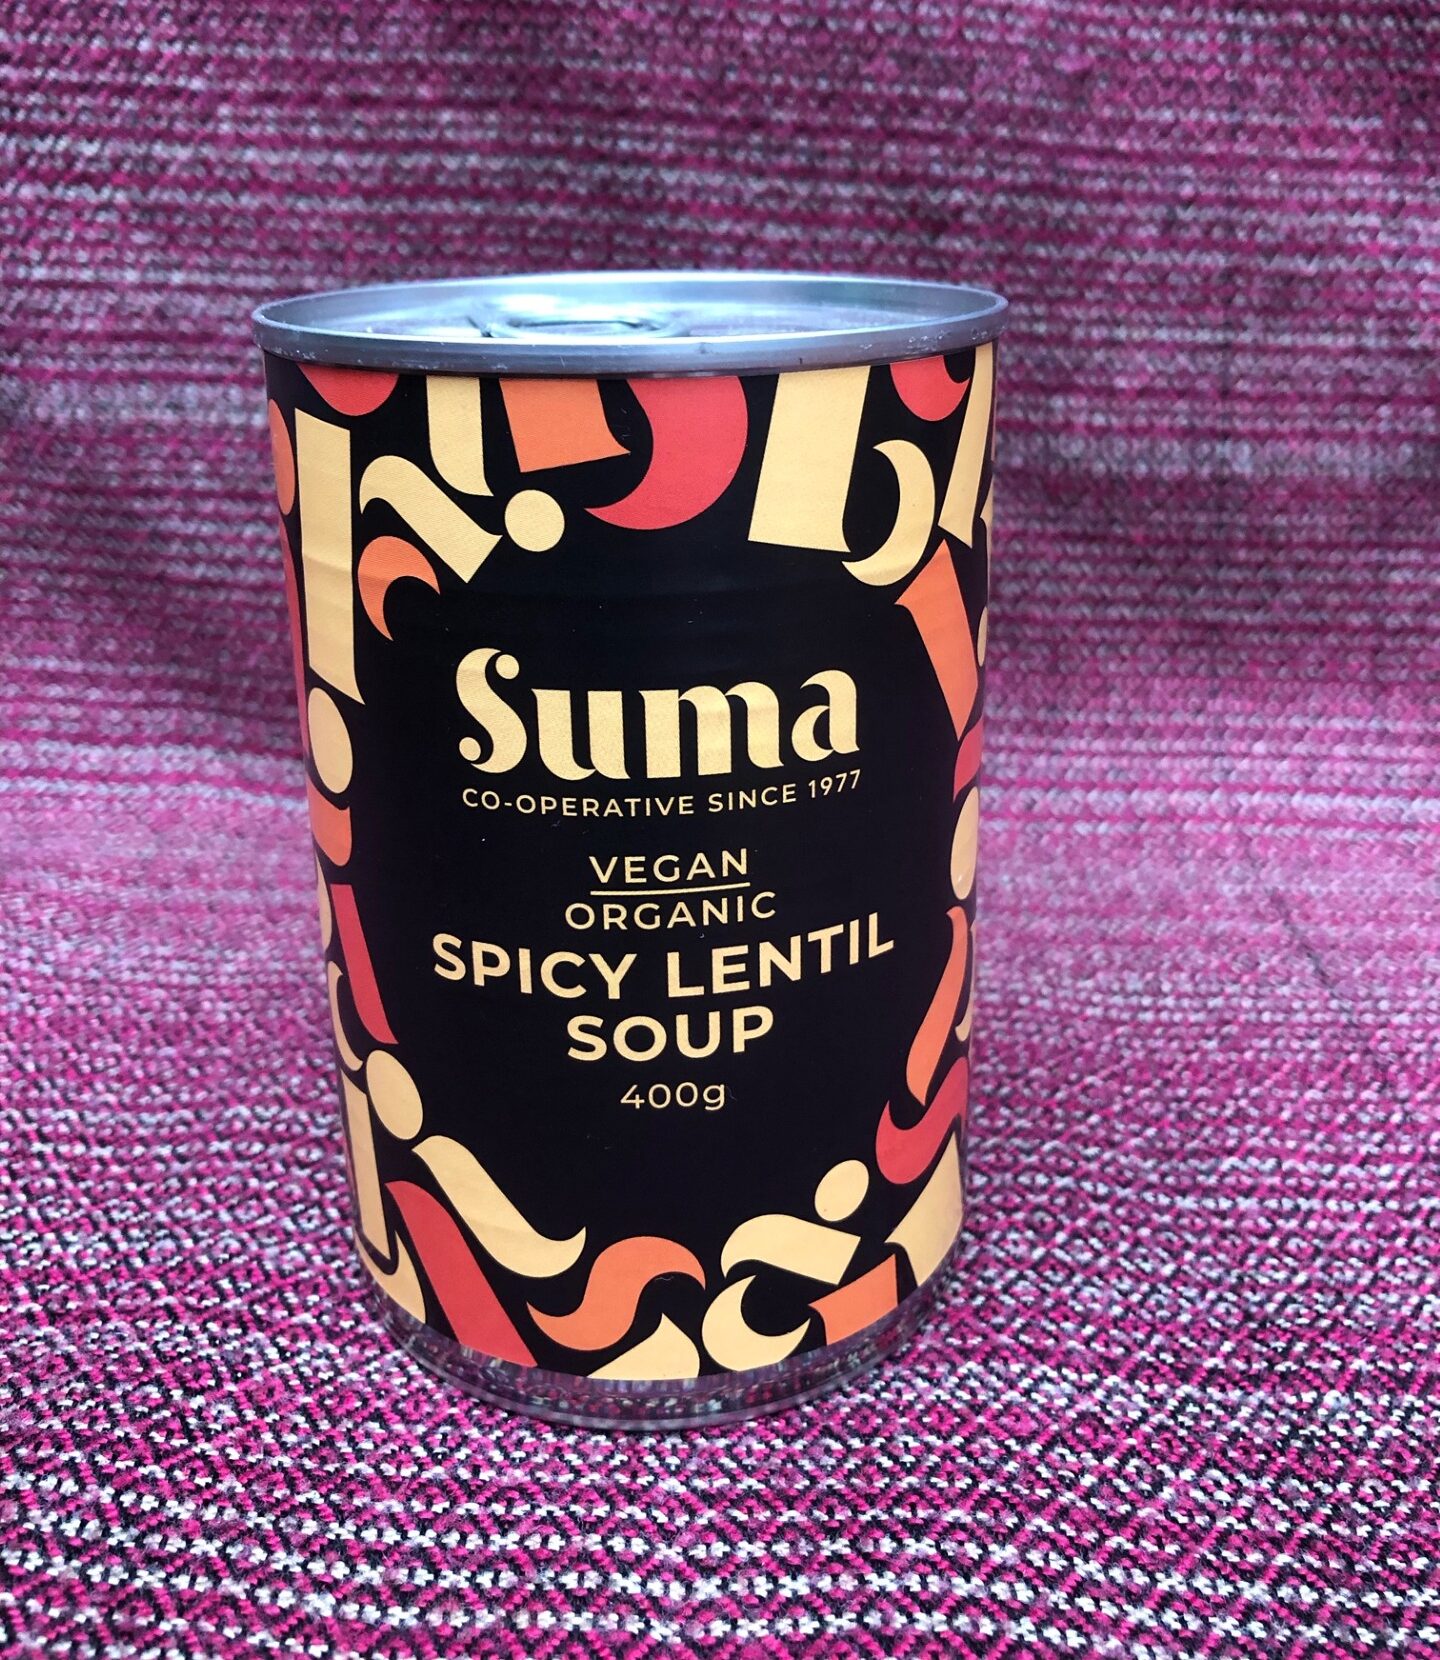 Suma
CO-OPERATIVE SINCE 1977
VEGAN
ORGANIC
SPICY LENTIL
SOUP
400g